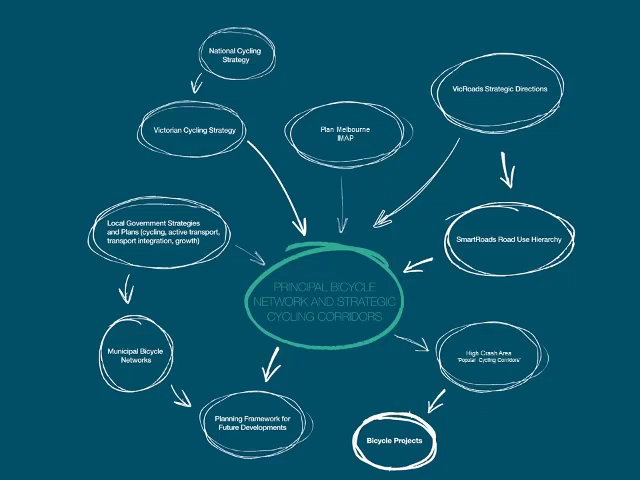 National Cycling
Strategy
VicRoads Strategic Directions
Victorian Cycling Strategy
Plan Melbourne
IMAP
Local Government Strategies
and Plans (cycling, active transport,
transport integration, growth)
SmartRoads Road Use Hierarchy
PRINCIPAL BICYCLE
NETWORK AND STRATEGIC
CYCLING CORRIDORS
Municipal Bicycle
Networks
High Crash Area
"Popular Cycling Corridors"
Planning Framework for
Future Developments
Bicycle Projects